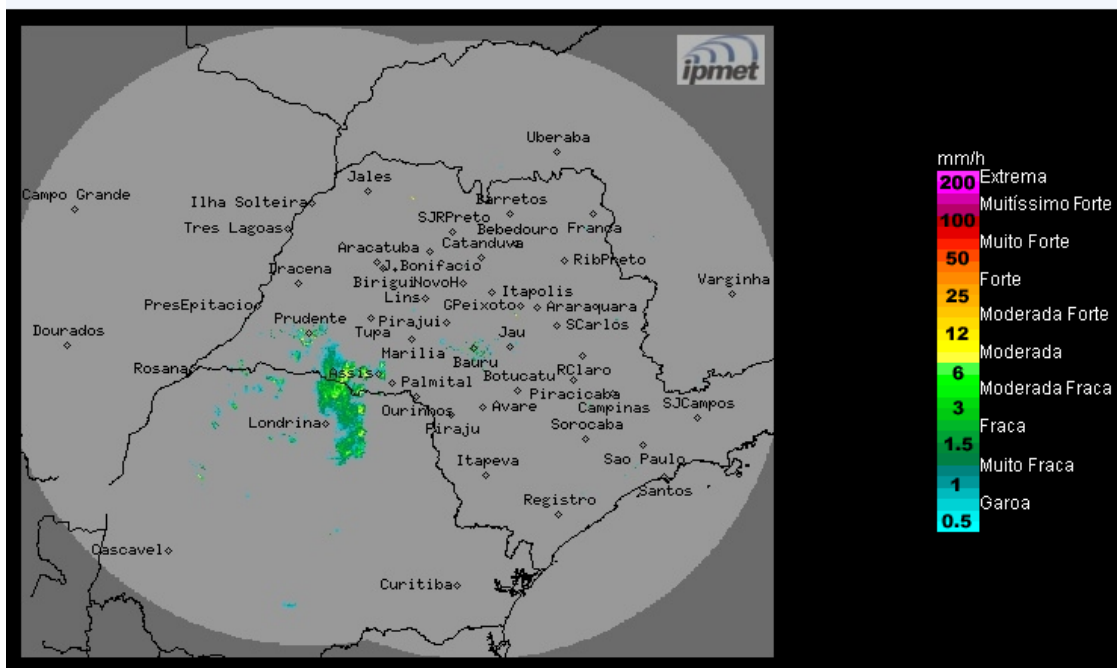 ipmet
Uberaba
Jales
Campo Grande
Ilha Solteira
Barretos
SJRPreto
Tres Lagoas
Bebedouro
Franca
Aracatuba
Catanduva
J.Bonifacio
RibPreto
Dracena
Varginha
Birigui
NovoH
Itapolis
PresEpitacio
Lins
GPeixoto
Araraquara
Prudente
Pirajui
SCarlos
Dourados
Tupa
Jau
Marilia
Bauru
Rosana
Assis
Botucatu
RClaro
Palmital
Piracicaba
Ourinhos
Avare
Campinas
SJCampos
Londrina
Piraju
Sorocaba
Itapeva
Sao Paulo
Santos
Registro
Cascavel
Curitiba
mm/h
200 Extrema
Muitíssimo Forte
100
Muito Forte
50
Forte
25
Moderada Forte
12
Moderada
6
Moderada Fraca
3
Fraca
1.5
Muito Fraca
1
Garoa
0.5